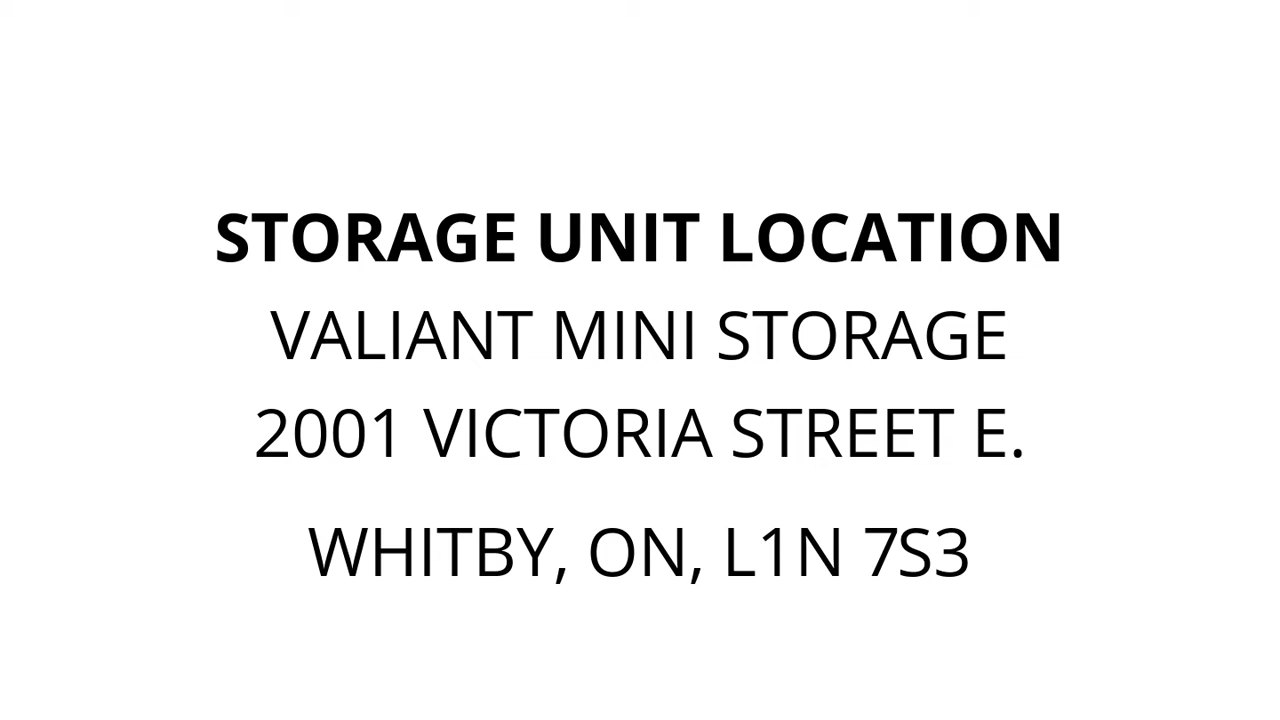 STORAGE UNIT LOCATION
VALIANT MINI STORAGE
2001 VICTORIA STREET E.
WHITBY, ON, L1N 7S3